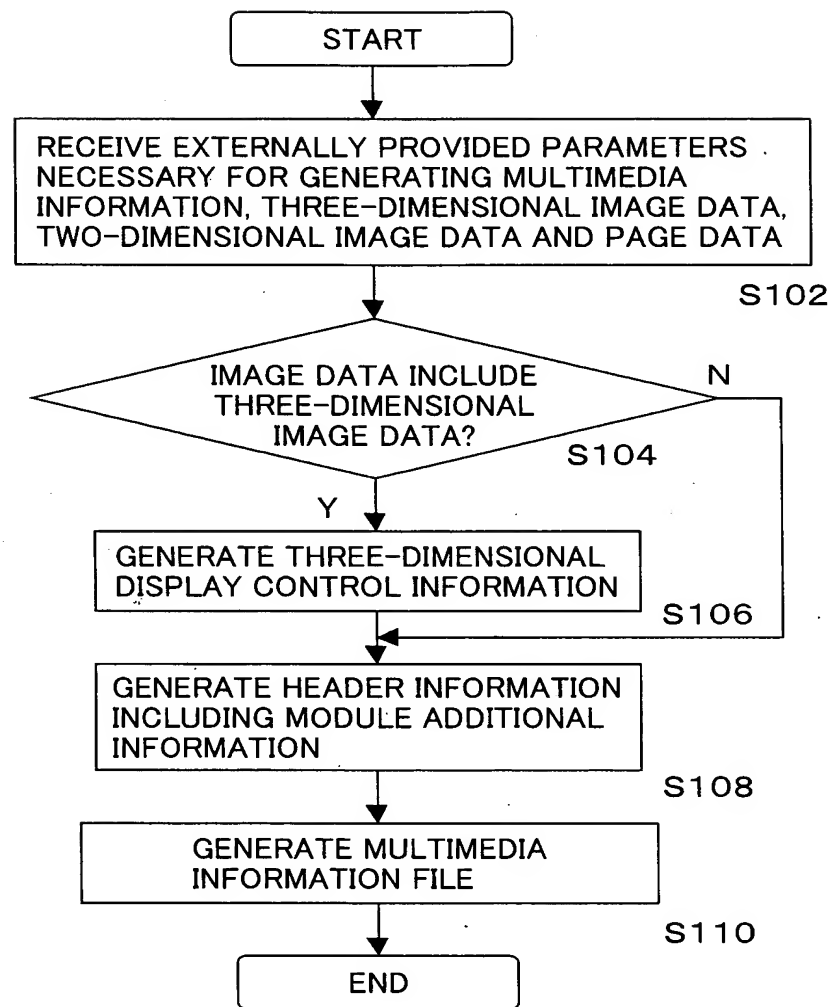 START
RECEIVE EXTERNALLY PROVIDED PARAMETERS
NECESSARY FOR GENERATING MULTIMEDIA
INFORMATION, THREE-DIMENSIONAL IMAGE DATA,
TWO-DIMENSIONAL IMAGE DATA AND PAGE DATA
S102
IMAGE DATA INCLUDE
THREE-DIMENSIONAL
IMAGE DATA?
N
S104
Y
GENERATE THREE-DIMENSIONAL
DISPLAY CONTROL INFORMATION
S106
GENERATE HEADER INFORMATION
INCLUDING MODULE ADDITIONAL
INFORMATION
S108
GENERATE MULTIMEDIA
INFORMATION FILE
S110
END